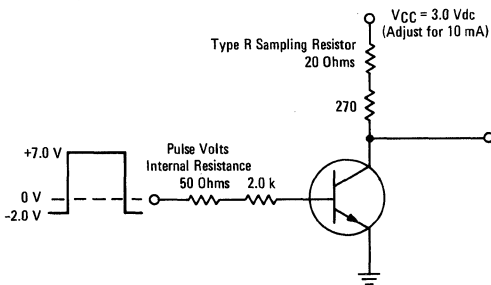 VCC = 3.0 Vdc
(Adjust for 10 mA)
Type R Sampling Resistor
20 Ohms
270
+7.0 V
0 V
−2.0 V
Pulse Volts
Internal Resistance
50 Ohms 2.0 k